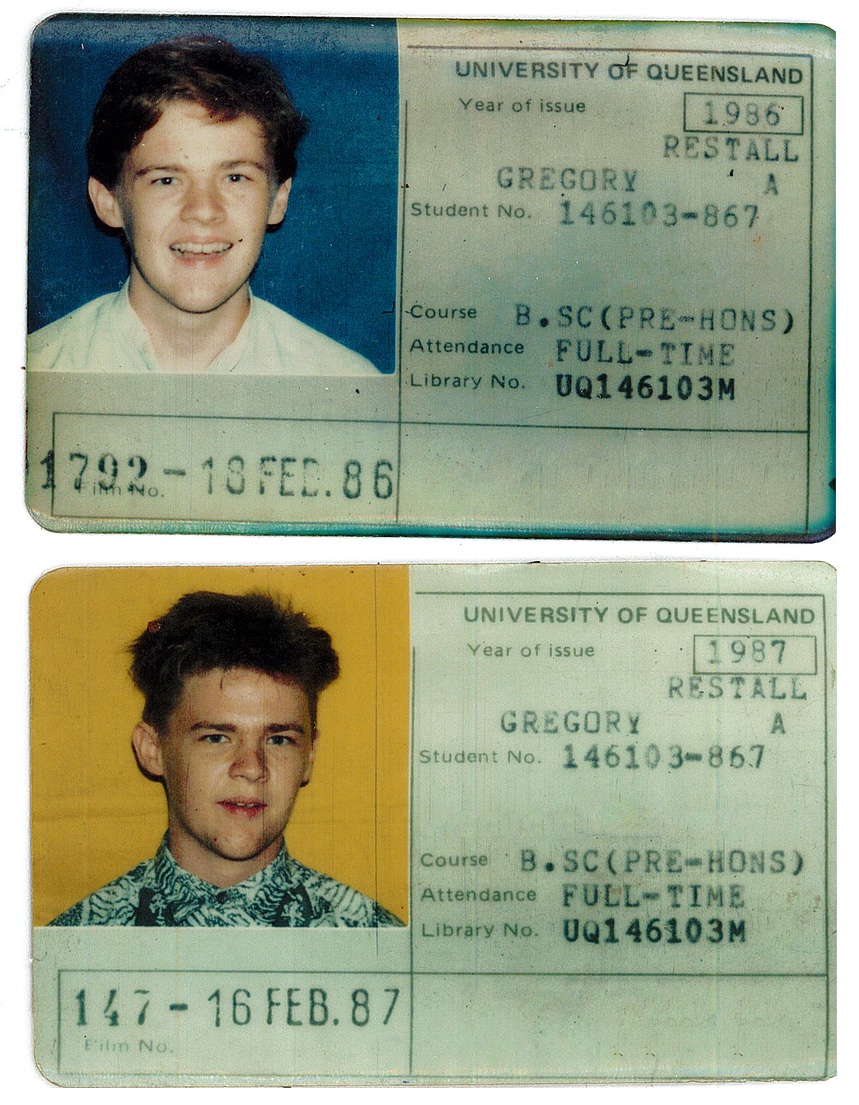 UNIVERSITY OF QUEENSLAND
Year of issue 1986
RESTALL
GREGORY A
Student No. 146103-867
Course B.SC(PRE-HONS)
Attendance FULL-TIME
Library No. UQ146103M
1792 - 18 FEB. 86
Film No.
UNIVERSITY OF QUEENSLAND
Year of issue 1987
RESTALL
GREGORY A
Student No. 146103-867
Course B.SC(PRE-HONS)
Attendance FULL-TIME
Library No. UQ146103M
147 - 16 FEB. 87
Film No.